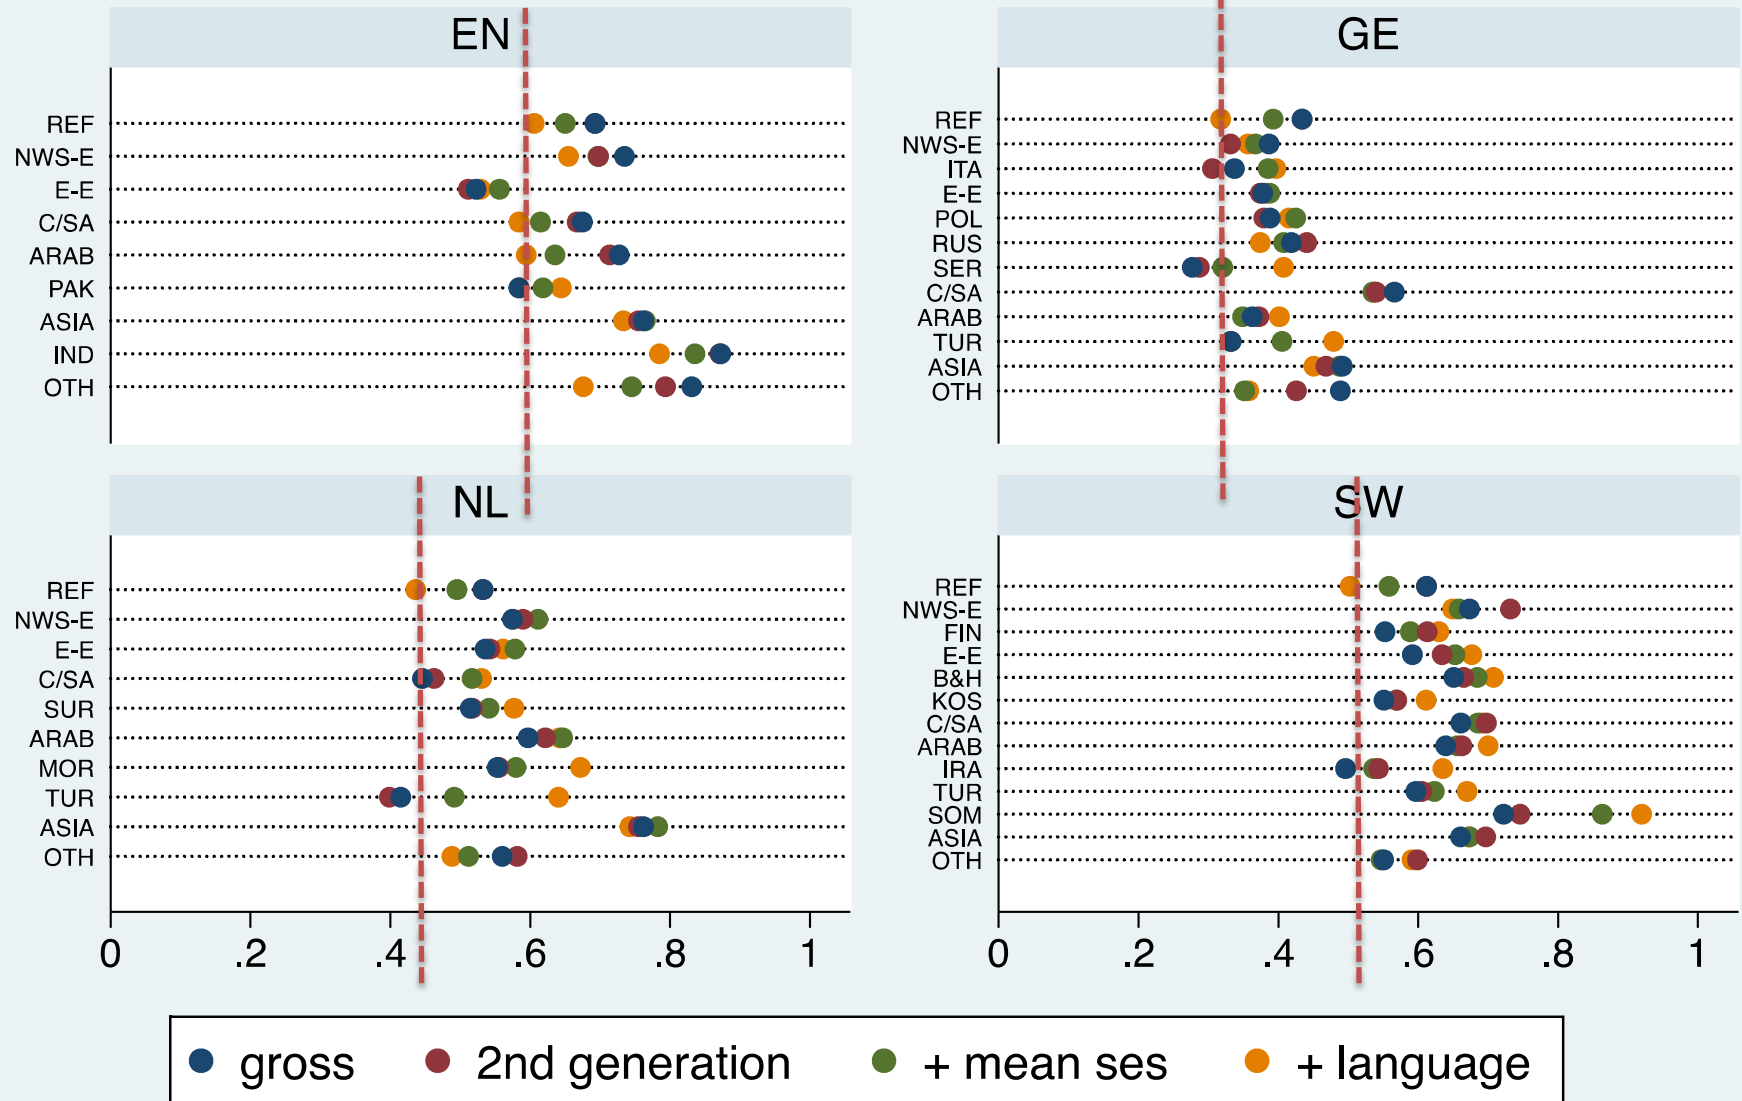 EN
REF
NWS-E
E-E
C/SA
ARAB
PAK
ASIA
IND
OTH
GE
REF
NWS-E
ITA
E-E
POL
RUS
SER
C/SA
ARAB
TUR
ASIA
OTH
NL
REF
NWS-E
E-E
C/SA
SUR
ARAB
MOR
TUR
ASIA
OTH
0 .2 .4 .6 .8 1
SW
REF
NWS-E
FIN
E-E
B&H
KOS
C/SA
ARAB
IRA
TUR
SOM
ASIA
OTH
0 .2 .4 .6 .8 1
gross 2nd generation + mean ses + language